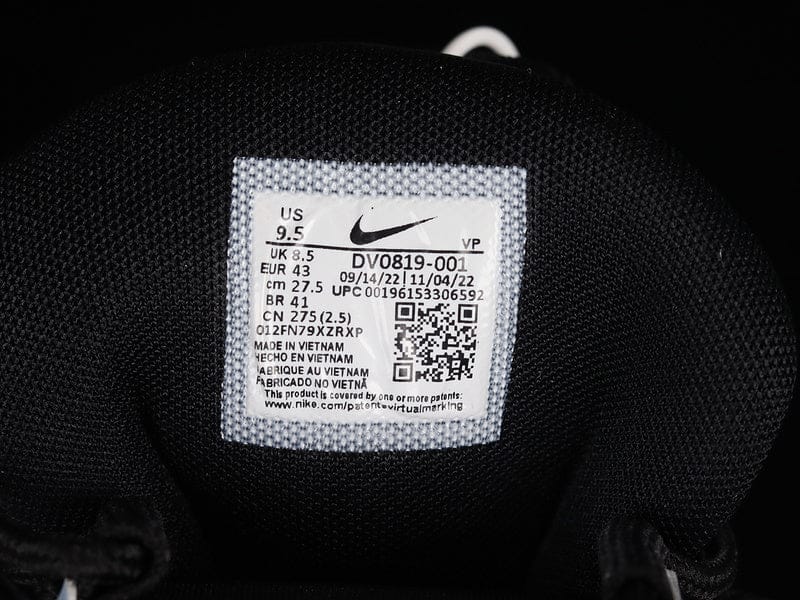 US
9.5
VP
UK 8.5
EUR 43
cm 27.5
BR 41
CN 275 (2.5)
012FN79XZRXP
DV0819-001
09/14/22 | 11/04/22
UPC 00196153306592
MADE IN VIETNAM
HECHO EN VIETNAM
FABRIQUE AU VIETNAM
FABRICADO NO VIETNÃ
This product is covered by one or more patents:
www.nike.com/patent-virtualmarking